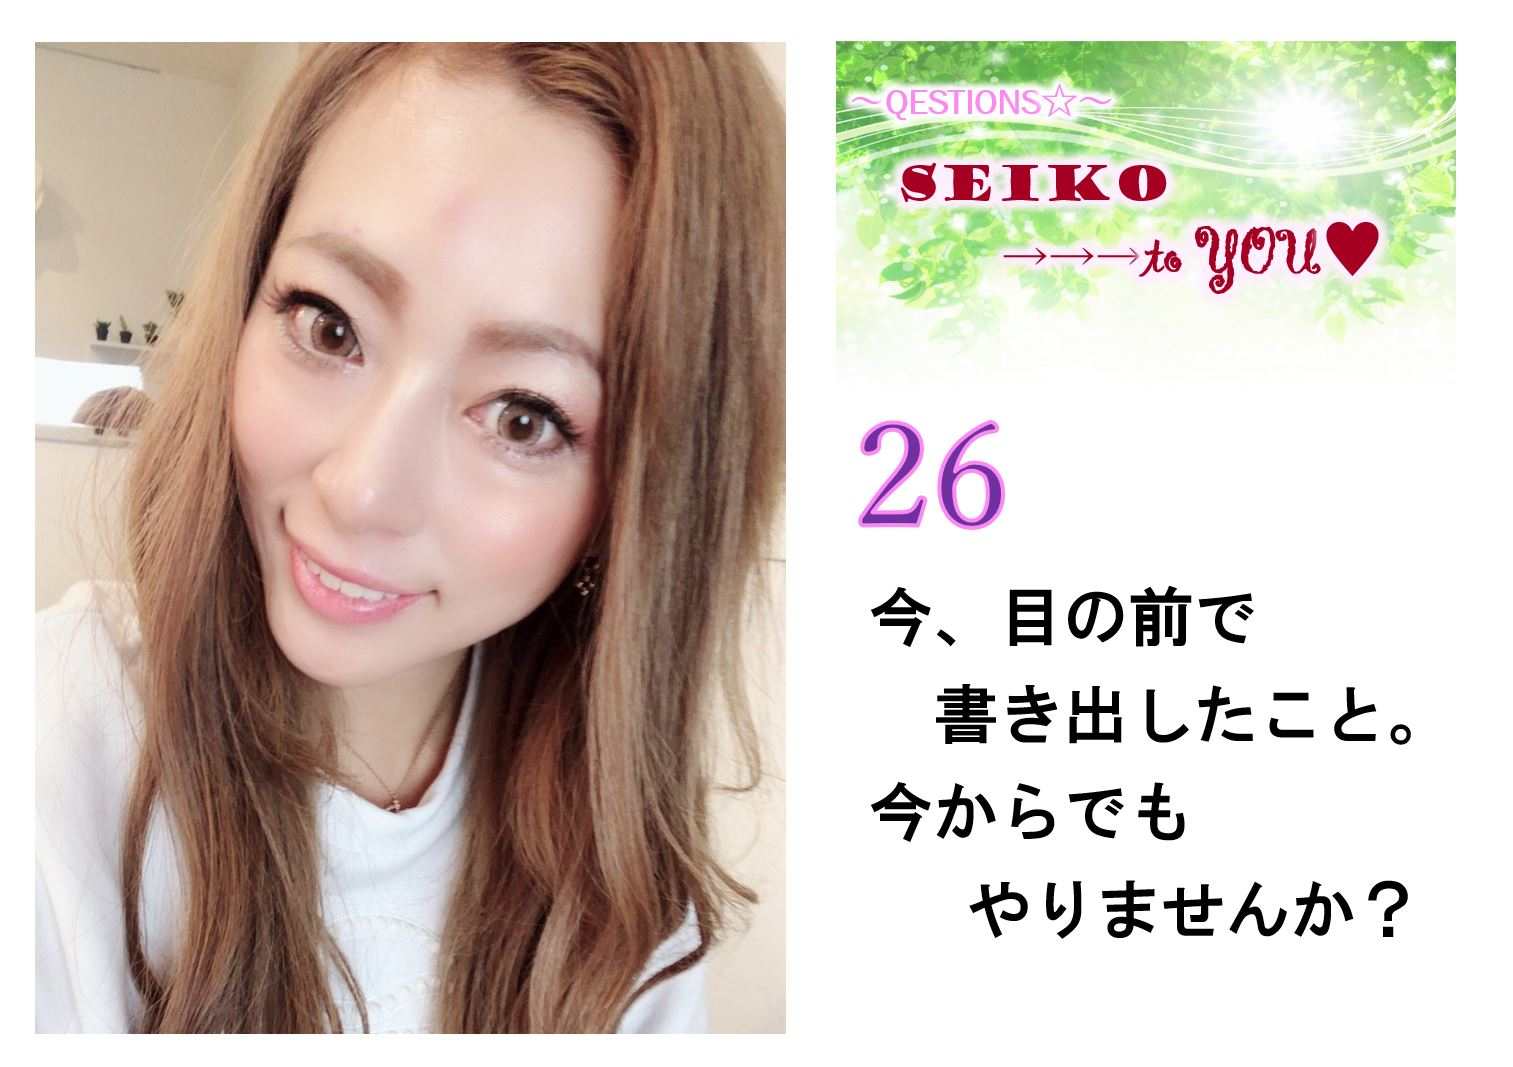 ～QESTIONS☆～
SEIKO
→→→to YOU♥
26
今、目の前で
書き出したこと。
今からでも
やりませんか？